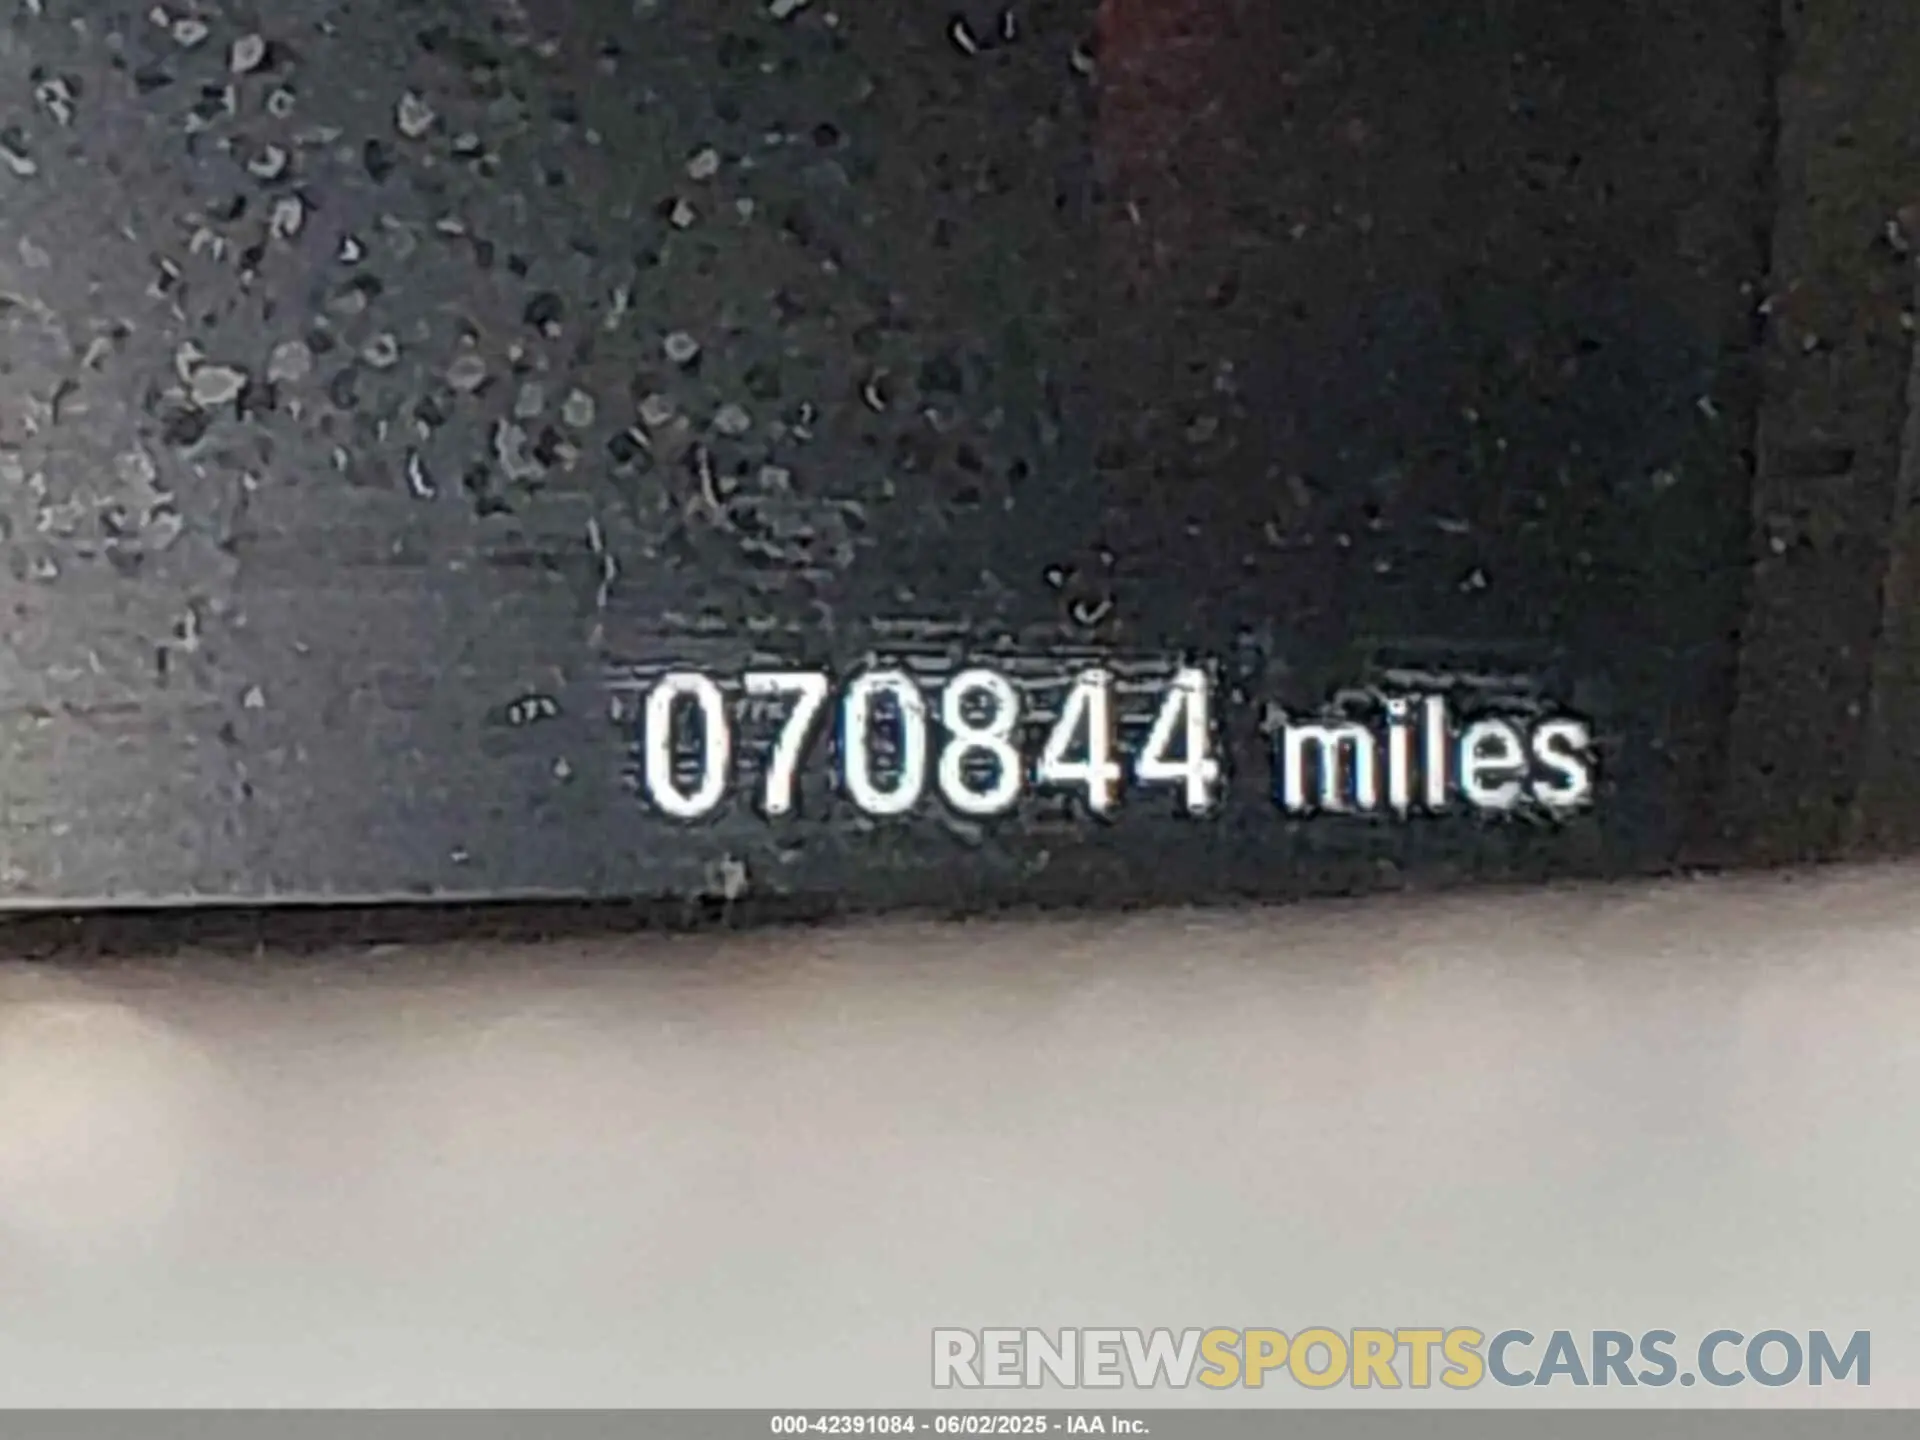 070844 miles
RENEWSPORTSCARS.COM
000-42391084 - 06/02/2025 - IAA Inc.